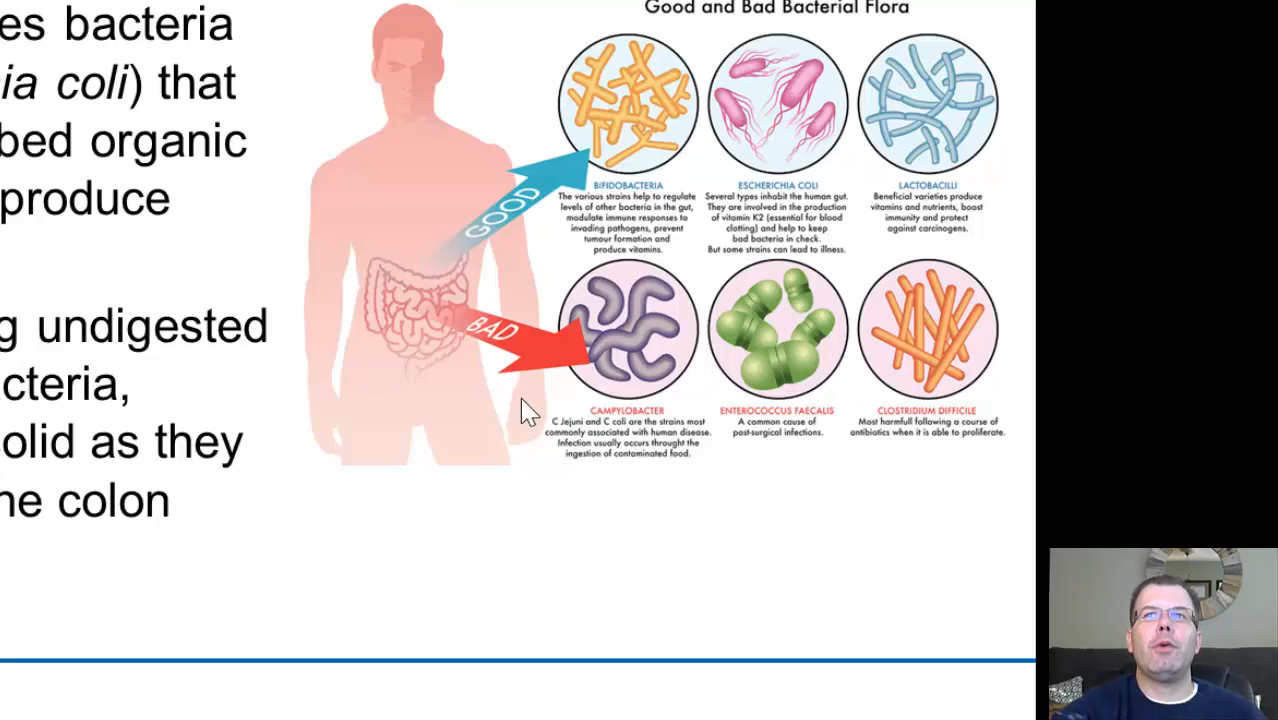 es bacteria
ia coli) that
bed organic
produce
g undigested
cteria,
olid as they
ne colon
Good and Bad Bacterial Flora
GOOD
BAD
BIFIDOBACTERIA
The various strains help to regulate
levels of other bacteria in the gut,
modulate immune responses to
invading pathogens, prevent
tumour formation and
produce vitamins.
ESCHERICHIA COLI
Several types inhabit the human gut.
They are involved in the production
of vitamin K2 (essential for blood
clotting) and help to keep
bad bacteria in check.
But some strains can lead to illness.
LACTOBACILLI
Beneficial varieties produce
vitamins and nutrients, boost
immunity and protect
against carcinogens.
CAMPYLOBACTER
C Jejuni and C coli are the strains most
commonly associated with human disease.
Infection usually occurs throught the
ingestion of contaminated food.
ENTEROCOCCUS FAECALIS
A common cause of
post-surgical infections.
CLOSTRIDIUM DIFFICILE
Most harmfull following a course of
antibiotics when it is able to proliferate.